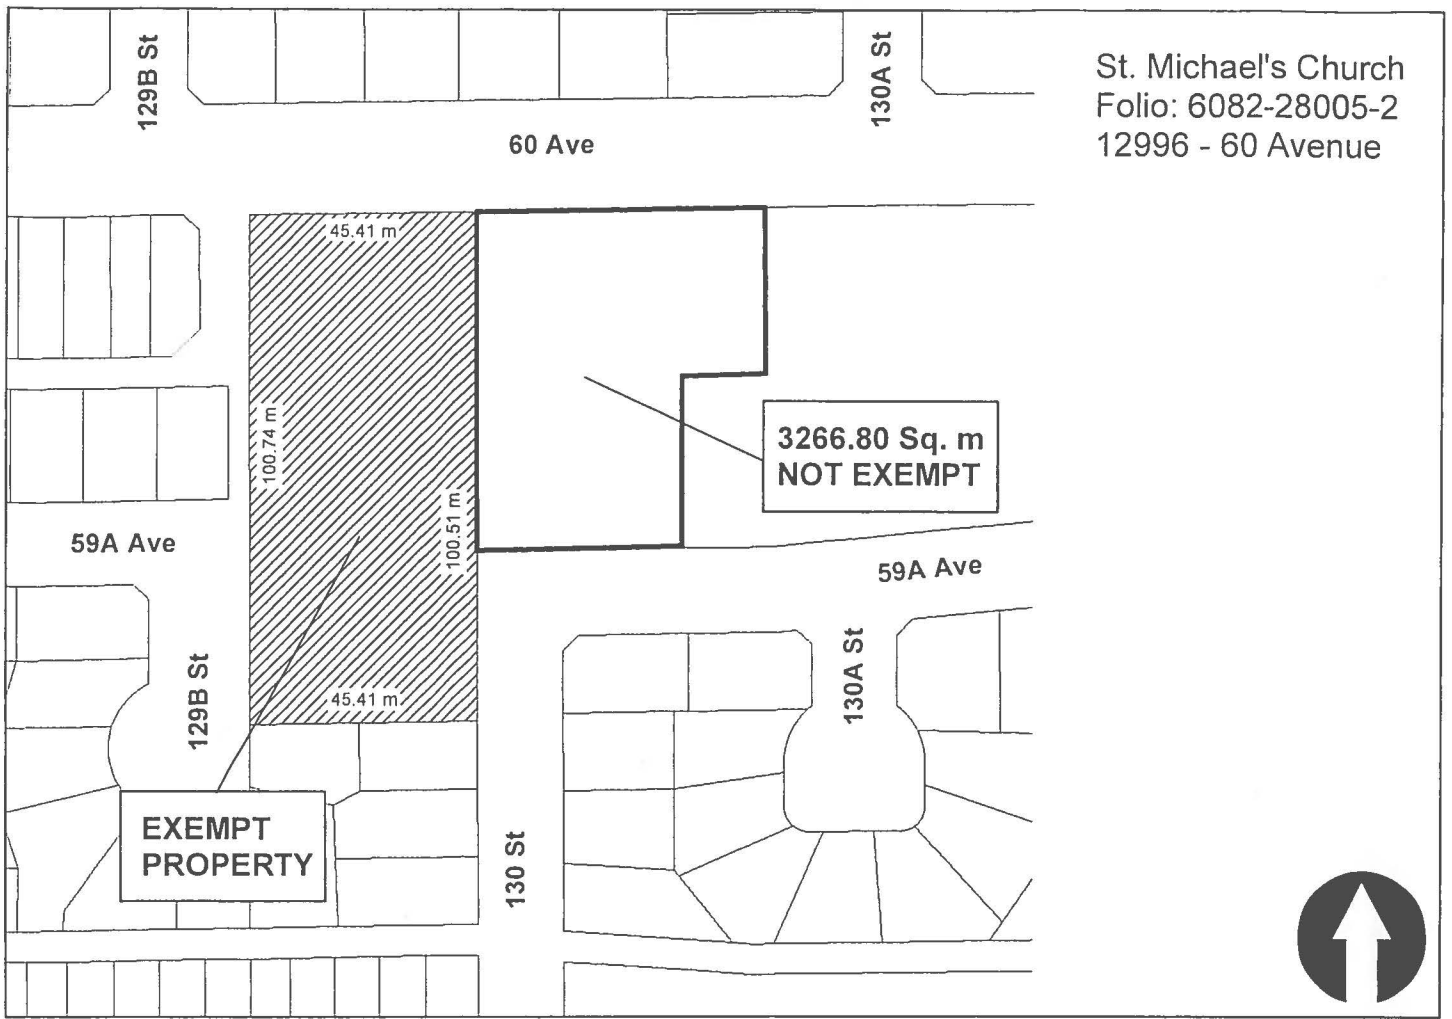 129B St
130A St
St. Michael's Church
Folio: 6082-28005-2
12996 - 60 Avenue
60 Ave
45.41 m
100.74 m
100.51 m
3266.80 Sq. m
NOT EXEMPT
59A Ave
59A Ave
129B St
45.41 m
130A St
EXEMPT
PROPERTY
130 St